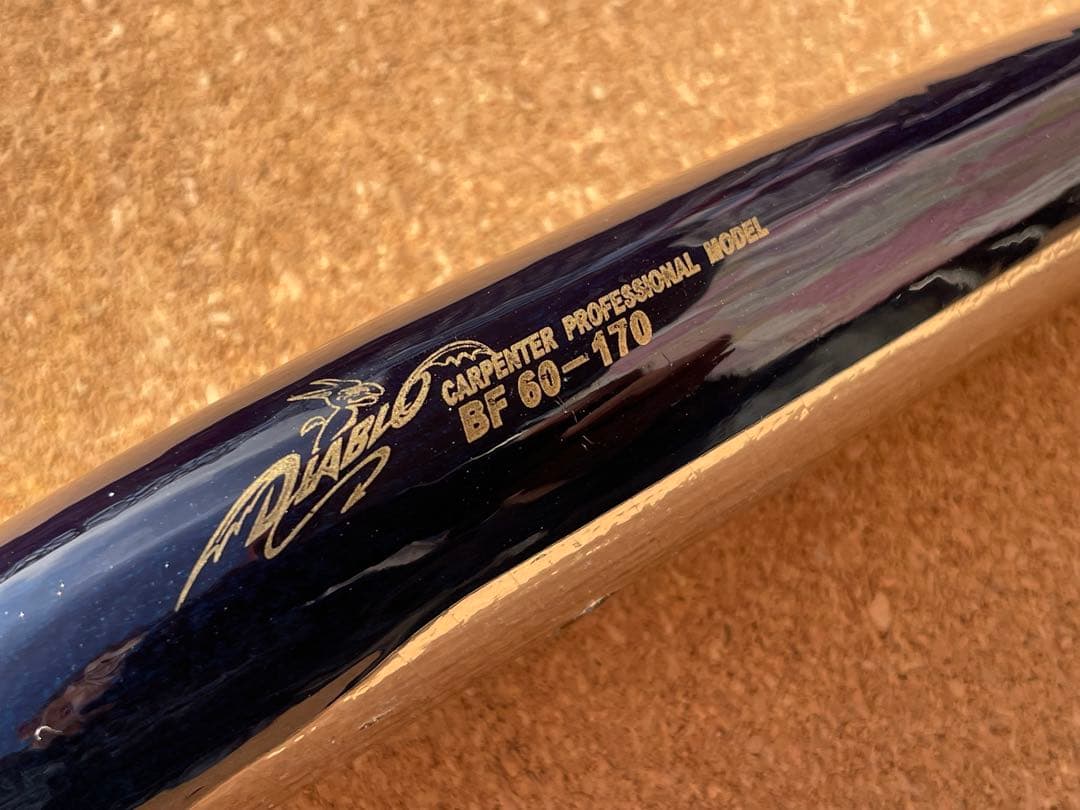 DIABLO
CARPENTER PROFESSIONAL MODEL
BF 60-170